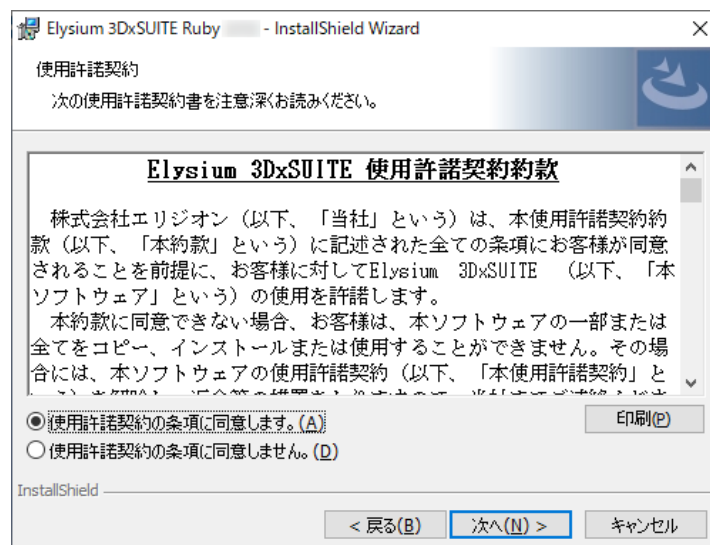 Elysium 3DxSUITE Ruby - InstallShield Wizard
使用許諾契約
次の使用許諾契約書を注意深くお読みください。
Elysium 3DxSUITE 使用許諾契約約款
株式会社エリジオン（以下、「当社」という）は、本使用許諾契約約
款（以下、「本約款」という）に記述された全ての条項にお客様が同意
されることを前提に、お客様に対してElysium 3DxSUITE （以下、「本
ソフトウェア」という）の使用を許諾します。
本約款に同意できない場合、お客様は、本ソフトウェアの一部または
全てをコピー、インストールまたは使用することができません。その場
合には、本ソフトウェアの使用許諾契約（以下、「本使用許諾契約」と
使用許諾契約の条項に同意します。(A)
印刷(P)
使用許諾契約の条項に同意しません。(D)
InstallShield
< 戻る(B)
次へ(N) >
キャンセル